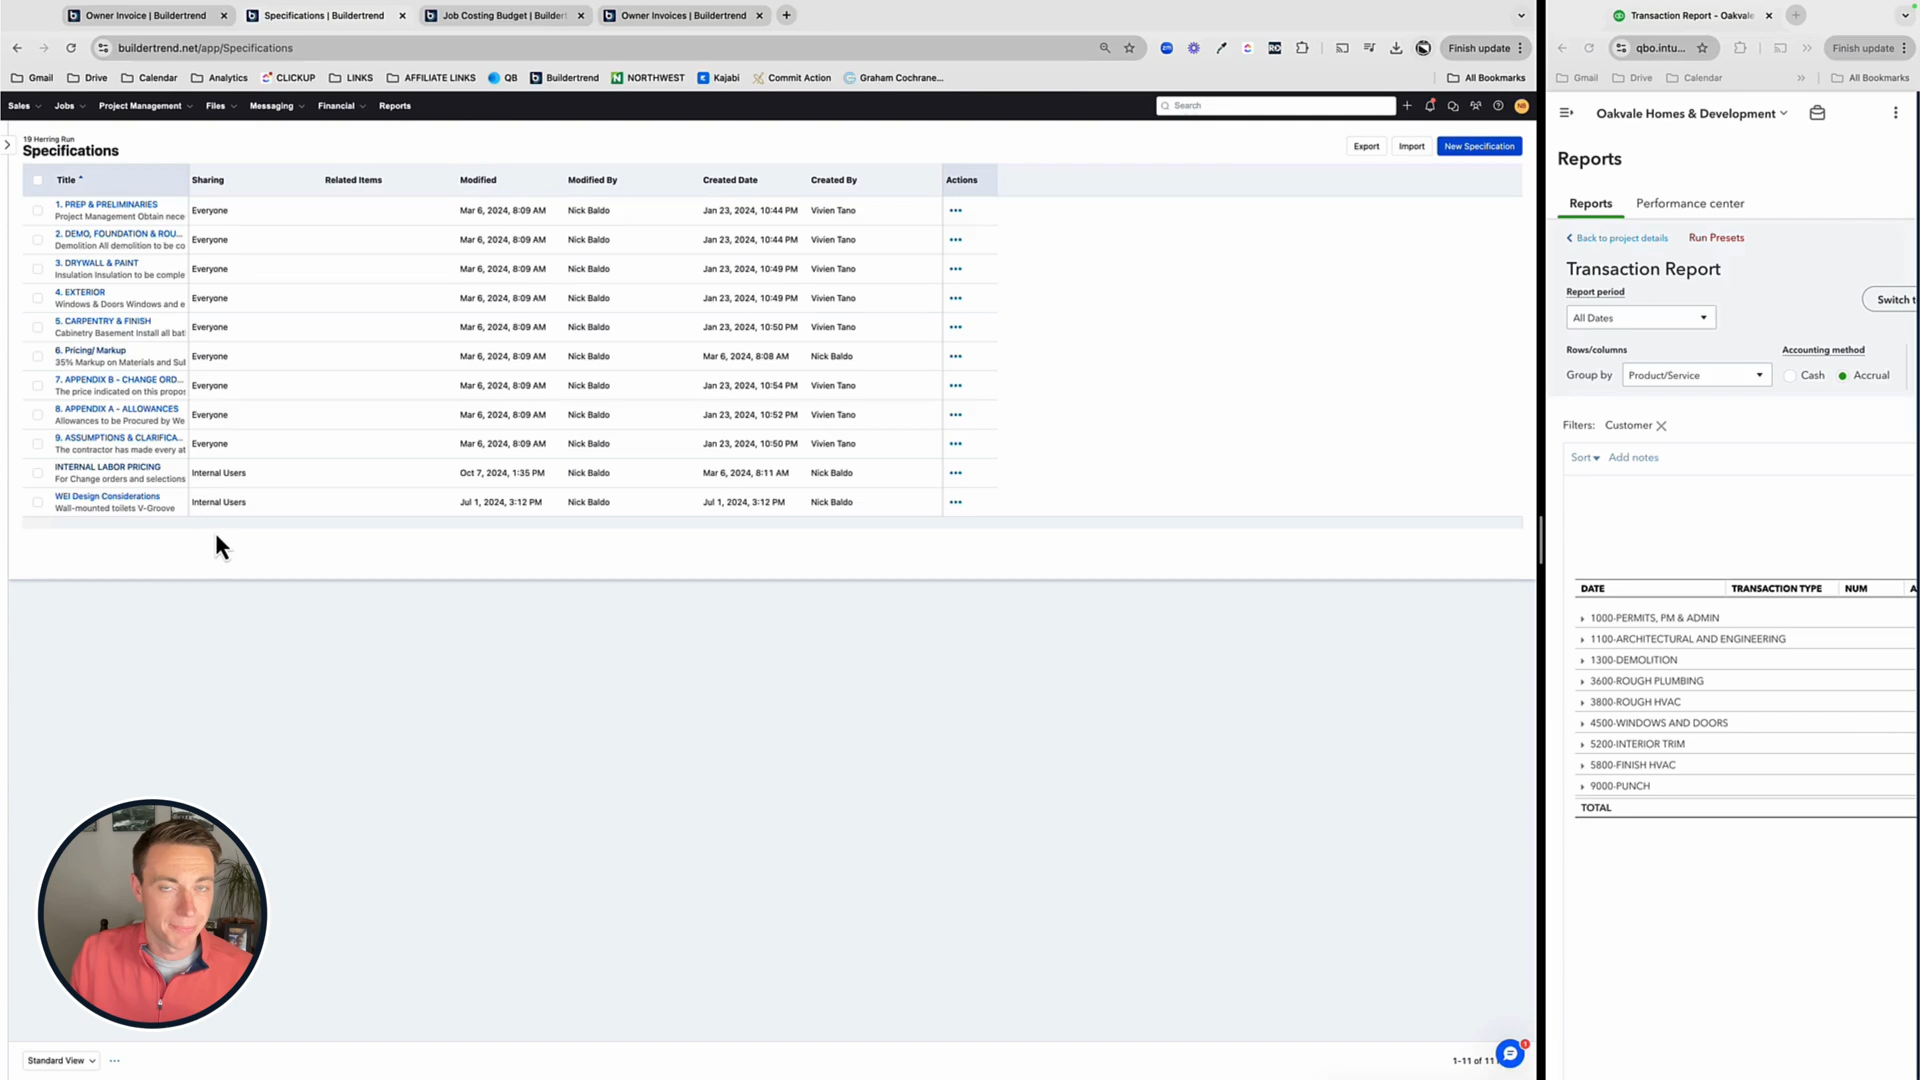 Owner Invoice | Buildertrend
Specifications | Buildertrend
Job Costing Budget | Buildert
Owner Invoices | Buildertrend
buildertrend.net/app/Specifications
Finish update
Gmail
Drive
Calendar
Analytics
CLICKUP
LINKS
AFFILIATE LINKS
QB
Buildertrend
NORTHWEST
Kajabi
Commit Action
Graham Cochrane...
All Bookmarks
Sales
Jobs
Project Management
Files
Messaging
Financial
Reports
Search
NB
19 Herring Run
Specifications
Export
Import
New Specification
Title Sharing Related Items Modified Modified By Created Date Created By Actions
1. PREP & PRELIMINARIES
Project Management Obtain nece
Everyone Mar 6, 2024, 8:09 AM Nick Baldo Jan 23, 2024, 10:44 PM Vivien Tano
2. DEMO, FOUNDATION & ROU...
Demolition All demolition to be co
Everyone Mar 6, 2024, 8:09 AM Nick Baldo Jan 23, 2024, 10:44 PM Vivien Tano
3. DRYWALL & PAINT
Insulation Insulation to be comple
Everyone Mar 6, 2024, 8:09 AM Nick Baldo Jan 23, 2024, 10:49 PM Vivien Tano
4. EXTERIOR
Windows & Doors Windows and e
Everyone Mar 6, 2024, 8:09 AM Nick Baldo Jan 23, 2024, 10:49 PM Vivien Tano
5. CARPENTRY & FINISH
Cabinetry Basement Install all bat
Everyone Mar 6, 2024, 8:09 AM Nick Baldo Jan 23, 2024, 10:50 PM Vivien Tano
6. Pricing/ Markup
35% Markup on Materials and Sul
Everyone Mar 6, 2024, 8:09 AM Nick Baldo Mar 6, 2024, 8:08 AM Nick Baldo
7. APPENDIX B - CHANGE ORD...
The price indicated on this propos
Everyone Mar 6, 2024, 8:09 AM Nick Baldo Jan 23, 2024, 10:54 PM Vivien Tano
8. APPENDIX A - ALLOWANCES
Allowances to be Procured by We
Everyone Mar 6, 2024, 8:09 AM Nick Baldo Jan 23, 2024, 10:52 PM Vivien Tano
9. ASSUMPTIONS & CLARIFICA...
The contractor has made every at
Everyone Mar 6, 2024, 8:09 AM Nick Baldo Jan 23, 2024, 10:50 PM Vivien Tano
INTERNAL LABOR PRICING
For Change orders and selections
Internal Users Oct 7, 2024, 1:35 PM Nick Baldo Mar 6, 2024, 8:11 AM Nick Baldo
WEI Design Considerations
Wall-mounted toilets V-Groove
Internal Users Jul 1, 2024, 3:12 PM Nick Baldo Jul 1, 2024, 3:12 PM Nick Baldo
Standard View
1-11 of 11
1
Transaction Report - Oakvale
qbo.intu...
Finish update
Gmail
Drive
Calendar
All Bookmarks
Oakvale Homes & Development
Reports
Reports
Performance center
Back to project details
Run Presets
Transaction Report
Report period
Switch t
All Dates
Rows/columns
Accounting method
Group by
Product/Service
Cash
Accrual
Filters: Customer
Sort
Add notes
DATE TRANSACTION TYPE NUM A
1000-PERMITS, PM & ADMIN
1100-ARCHITECTURAL AND ENGINEERING
1300-DEMOLITION
3600-ROUGH PLUMBING
3800-ROUGH HVAC
4500-WINDOWS AND DOORS
5200-INTERIOR TRIM
5800-FINISH HVAC
9000-PUNCH
TOTAL